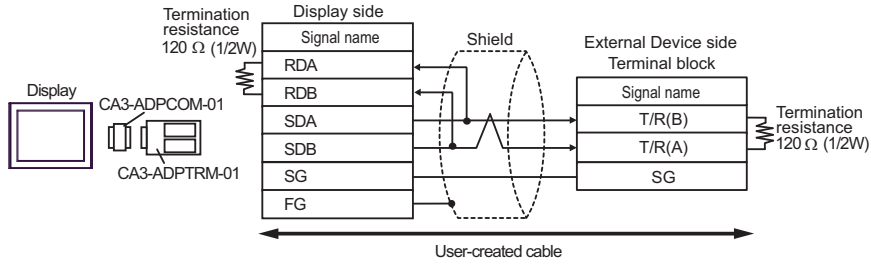 Display
CA3-ADPCOM-01
CA3-ADPTRM-01
Termination
resistance
120 Ω (1/2W)
Display side
Signal name
RDA
RDB
SDA
SDB
SG
FG
Shield
External Device side
Terminal block
Signal name
T/R(B)
T/R(A)
SG
Termination
resistance
120 Ω (1/2W)
User-created cable